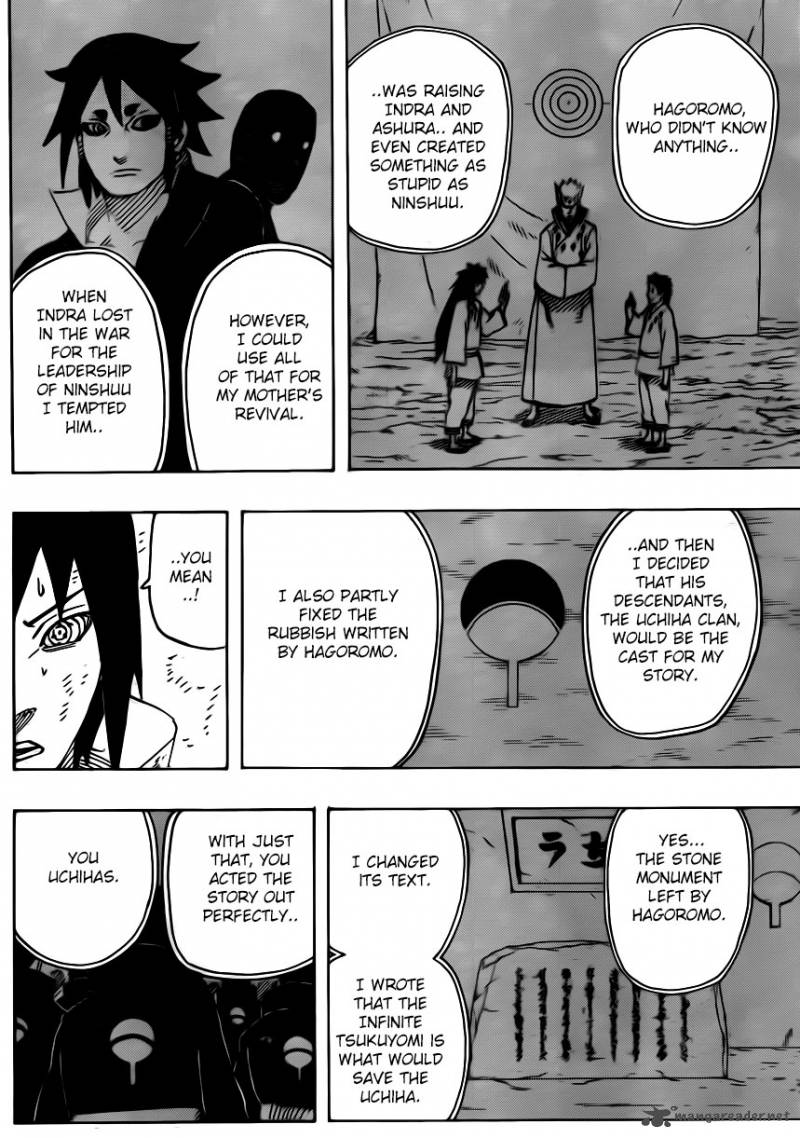 HAGOROMO,
WHO DIDN'T KNOW
ANYTHING..
..WAS RAISING
INDRA AND
ASHURA.. AND
EVEN CREATED
SOMETHING AS
STUPID AS
NINSHUU.
HOWEVER,
I COULD
USE ALL
OF THAT FOR
MY MOTHER'S
REVIVAL.
WHEN
INDRA LOST
IN THE WAR
FOR THE
LEADERSHIP
OF NINSHUU
I TEMPTED
HIM..
..AND THEN
I DECIDED
THAT HIS
DESCENDANTS,
THE UCHIHA CLAN,
WOULD BE THE
CAST FOR MY
STORY.
I ALSO PARTLY
FIXED THE
RUBBISH WRITTEN
BY HAGOROMO.
..YOU
MEAN
..!
YES...
THE STONE
MONUMENT
LEFT BY
HAGOROMO.
うち
I CHANGED
ITS TEXT.
I WROTE
THAT THE
INFINITE
TSUKUYOMI IS
WHAT WOULD
SAVE THE
UCHIHA
WITH JUST
THAT, YOU
ACTED THE
STORY OUT
PERFECTLY..
YOU
UCHIHAS.
mangareader.net